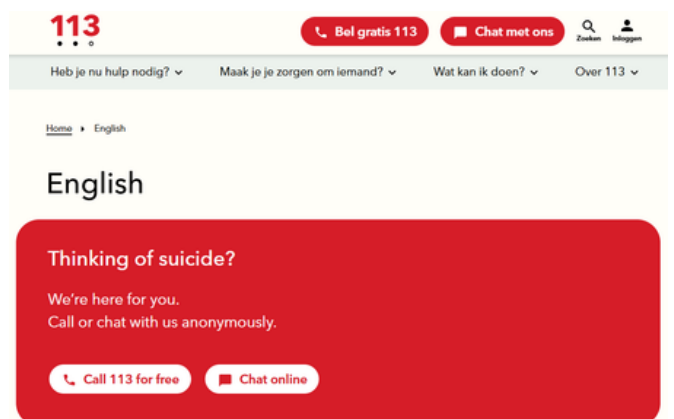 113
Bel gratis 113
Chat met ons
Zoeken
Inloggen
Heb je nu hulp nodig?
Maak je je zorgen om iemand?
Wat kan ik doen?
Over 113
Home
English
English
Thinking of suicide?
We're here for you.
Call or chat with us anonymously.
Call 113 for free
Chat online